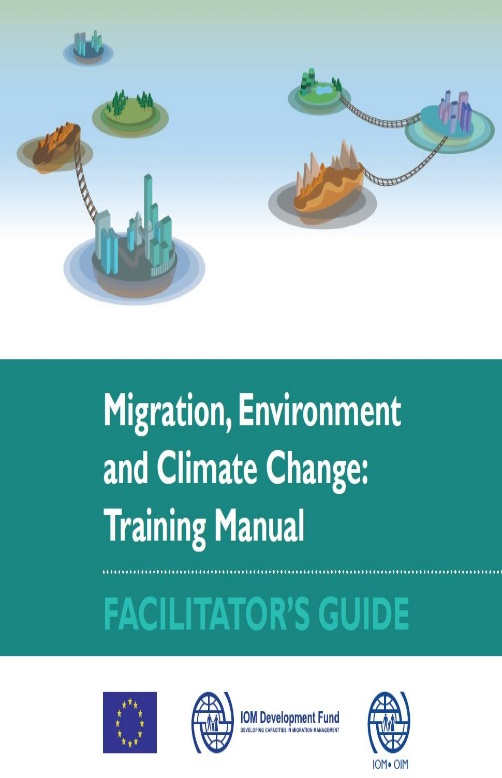 Migration, Environment
and Climate Change:
Training Manual
FACILITATOR'S GUIDE
IOM Development Fund
DEVELOPING CAPACITIES IN MIGRATION MANAGEMENT
IOM • OIM